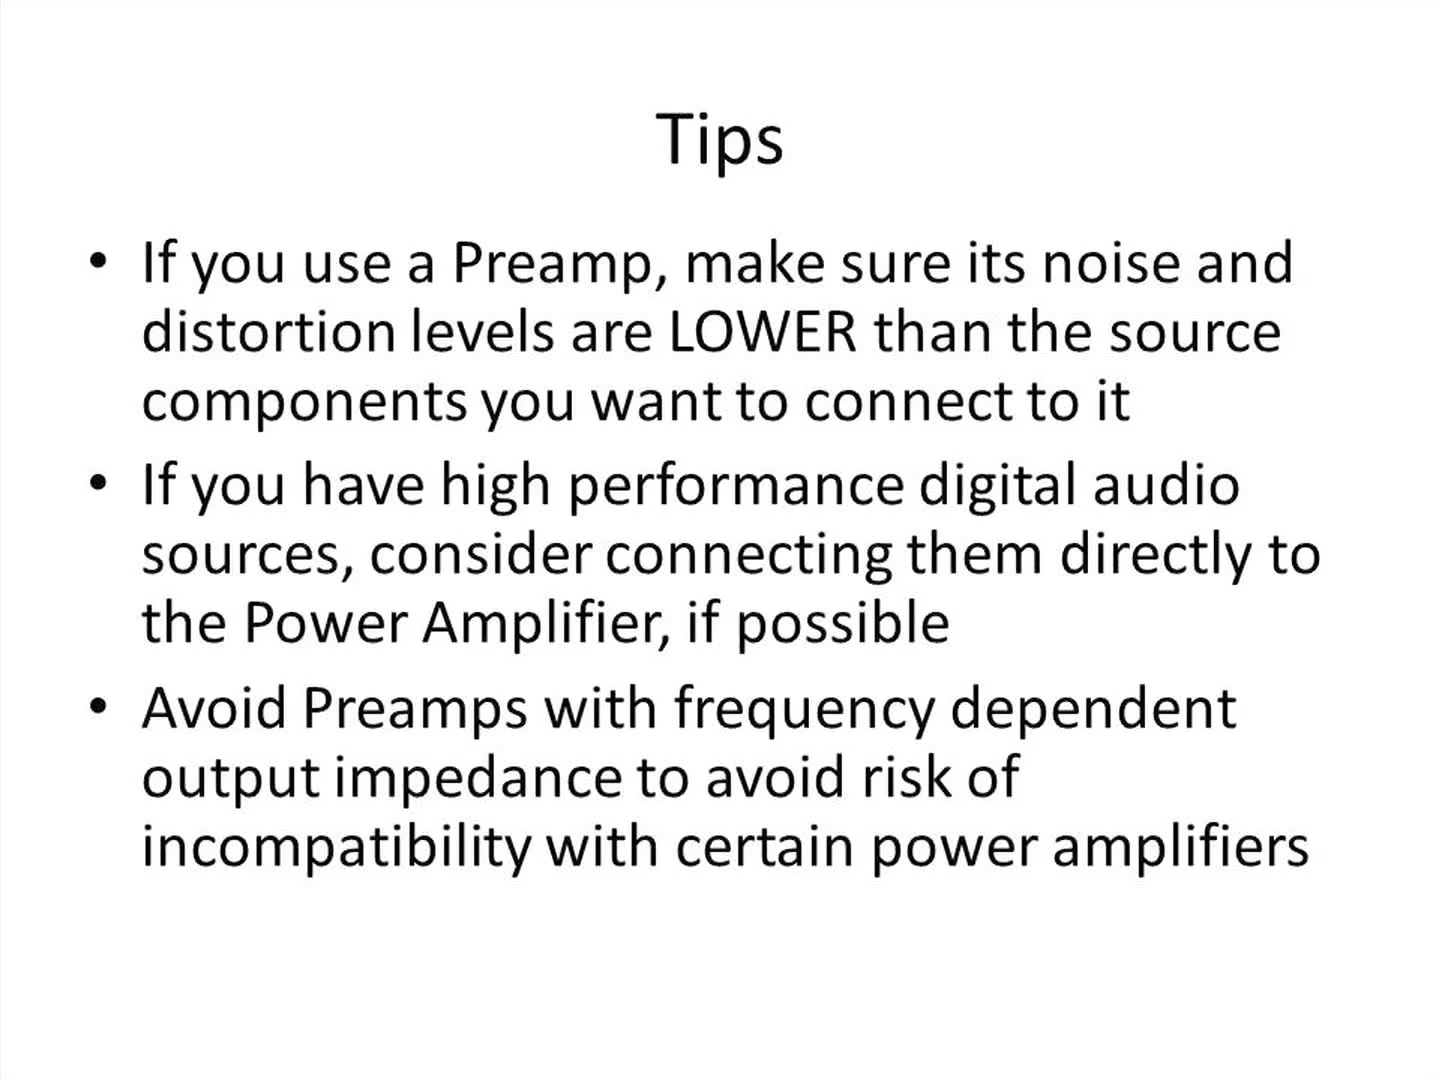 Tips
• If you use a Preamp, make sure its noise and
distortion levels are LOWER than the source
components you want to connect to it
• If you have high performance digital audio
sources, consider connecting them directly to
the Power Amplifier, if possible
• Avoid Preamps with frequency dependent
output impedance to avoid risk of
incompatibility with certain power amplifiers